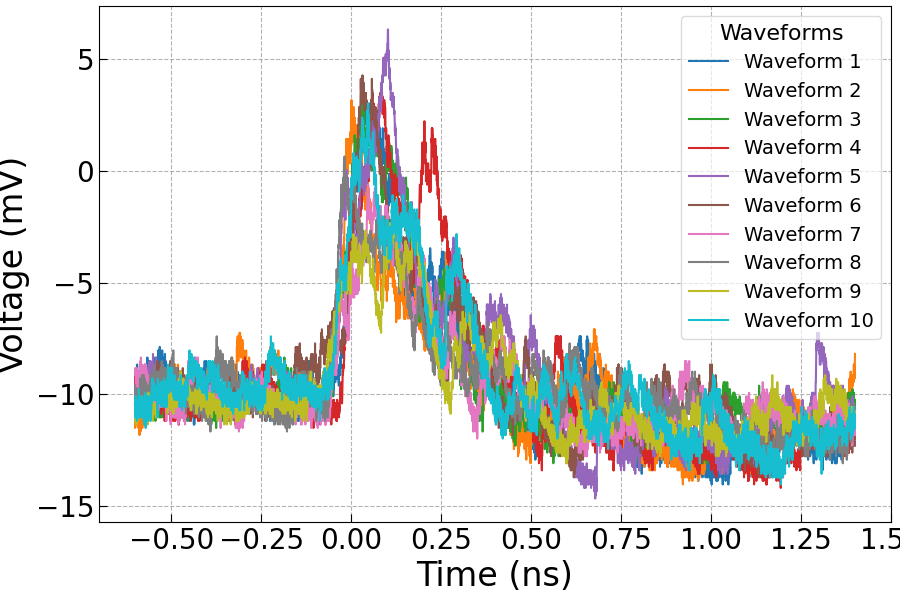 Waveforms
Waveform 1
Waveform 2
Waveform 3
Waveform 4
Waveform 5
Waveform 6
Waveform 7
Waveform 8
Waveform 9
Waveform 10
5
0
−5
−10
−15
Voltage (mV)
−0.50 −0.25 0.00 0.25 0.50 0.75 1.00 1.25 1.5
Time (ns)